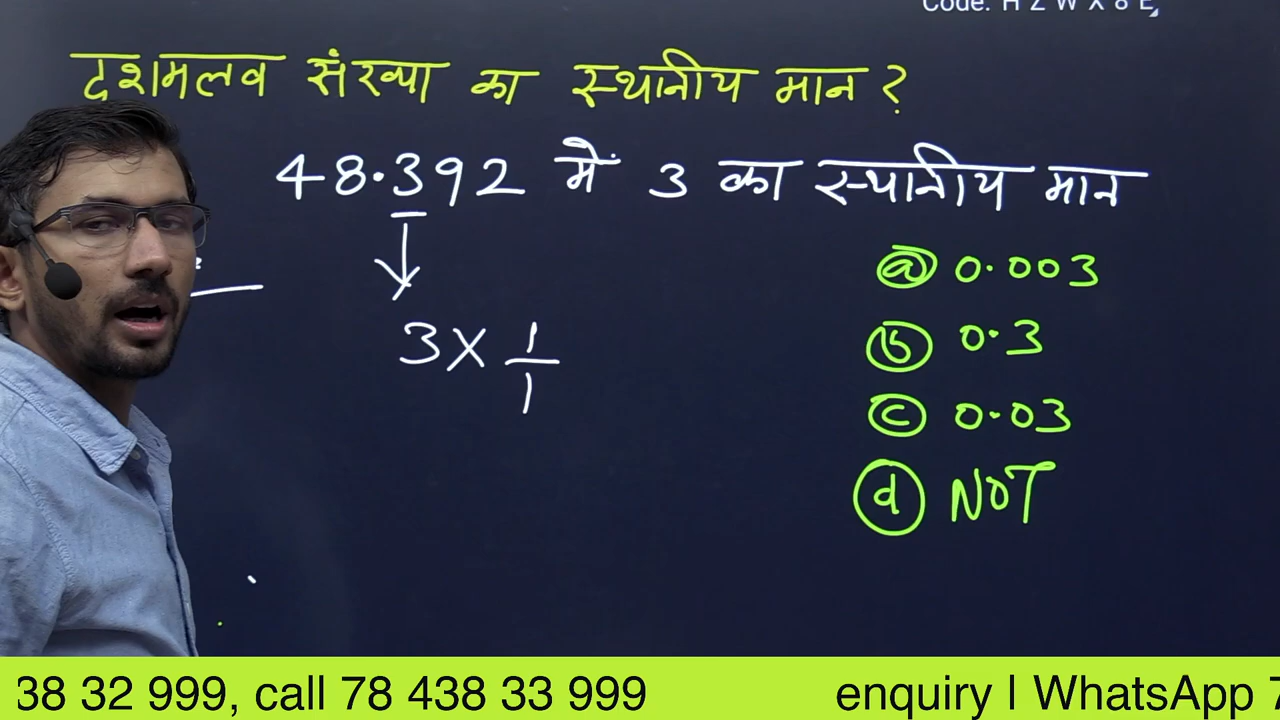 Code: H Z W X 8 E
दशमलव संख्या का स्थानीय मान ?
48.392 में 3 का स्थानीय मान
3 X 1/1
ⓐ 0.003
ⓑ 0.3
ⓒ 0.03
ⓓ NOT
38 32 999, call 78 438 33 999 enquiry I WhatsApp 7